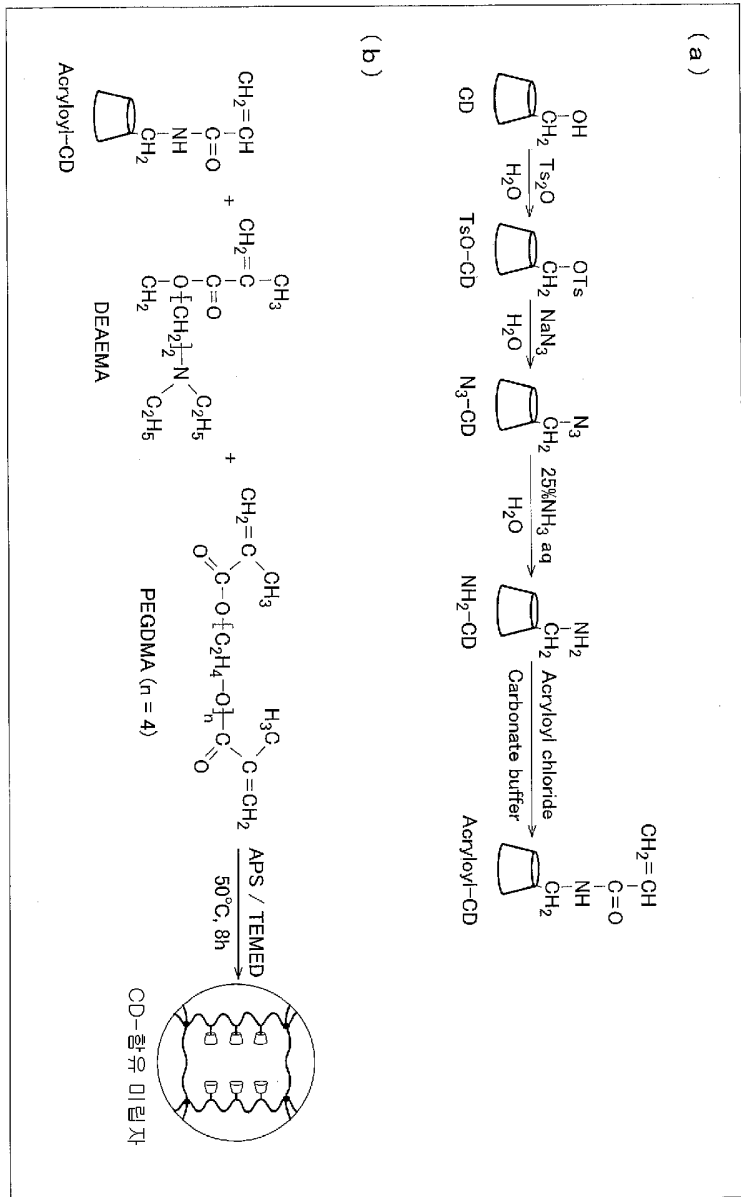 (a)
OH
CH₂
CD
Ts₂O
H₂O
OTs
CH₂
TsO-CD
NaN₃
H₂O
N₃
CH₂
N₃-CD
25%NH₃ aq
H₂O
NH₂
CH₂
NH₂-CD
Acryloyl chloride
Carbonate buffer
CH₂=CH
C=O
NH
CH₂
Acryloyl-CD
(b)
CH₂=CH
C=O
NH
CH₂
Acryloyl-CD
+
CH₃
CH₂=C
C=O
O-[CH₂]₂-N
CH₂
C₂H₅
C₂H₅
DEAEMA
+
CH₂=C
CH₃
O=C-O-[C₂H₄-O]n-C=O
H₃C
C=CH₂
PEGDMA (n = 4)
APS / TEMED
50°C, 8h
CD-함유 미립자